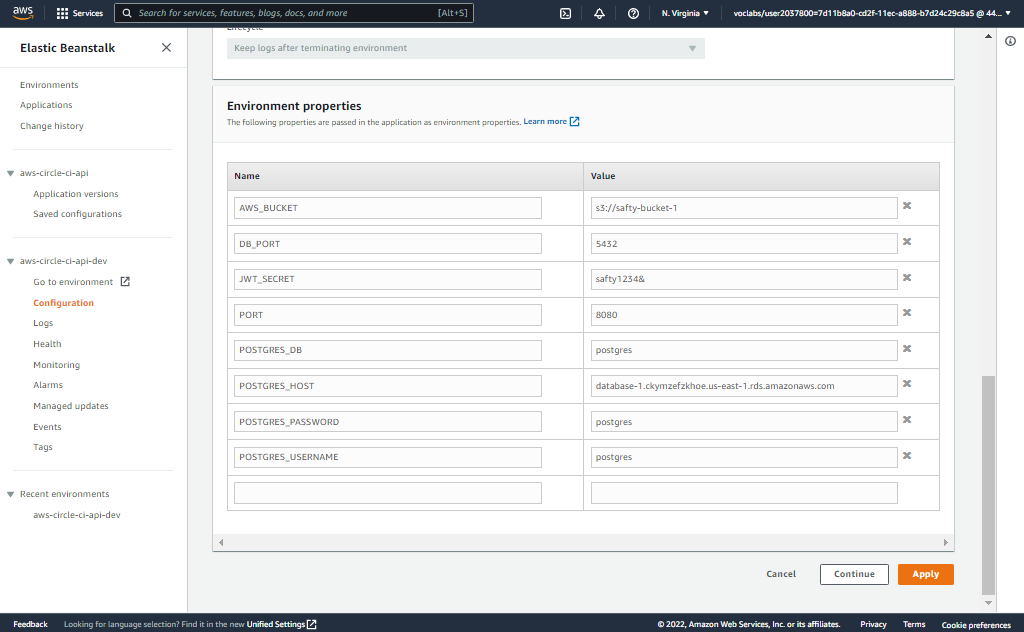 aws
Services
Search for services, features, blogs, docs, and more
[Alt+S]
N. Virginia
voclabs/user2037800=7d11b8a0-cd2f-11ec-a888-b7d24c29c8a5 @ 44...
Elastic Beanstalk
Environments
Applications
Change history
aws-circle-ci-api
Application versions
Saved configurations
aws-circle-ci-api-dev
Go to environment
Configuration
Logs
Health
Monitoring
Alarms
Managed updates
Events
Tags
Recent environments
aws-circle-ci-api-dev
Lifecycle
Keep logs after terminating environment
Environment properties
The following properties are passed in the application as environment properties. Learn more
Name Value
AWS_BUCKET s3://safty-bucket-1
DB_PORT 5432
JWT_SECRET safty1234&
PORT 8080
POSTGRES_DB postgres
POSTGRES_HOST database-1.ckymzefzkhoe.us-east-1.rds.amazonaws.com
POSTGRES_PASSWORD postgres
POSTGRES_USERNAME postgres
Cancel Continue Apply
Feedback Looking for language selection? Find it in the new Unified Settings
© 2022, Amazon Web Services, Inc. or its affiliates. Privacy Terms Cookie preferences